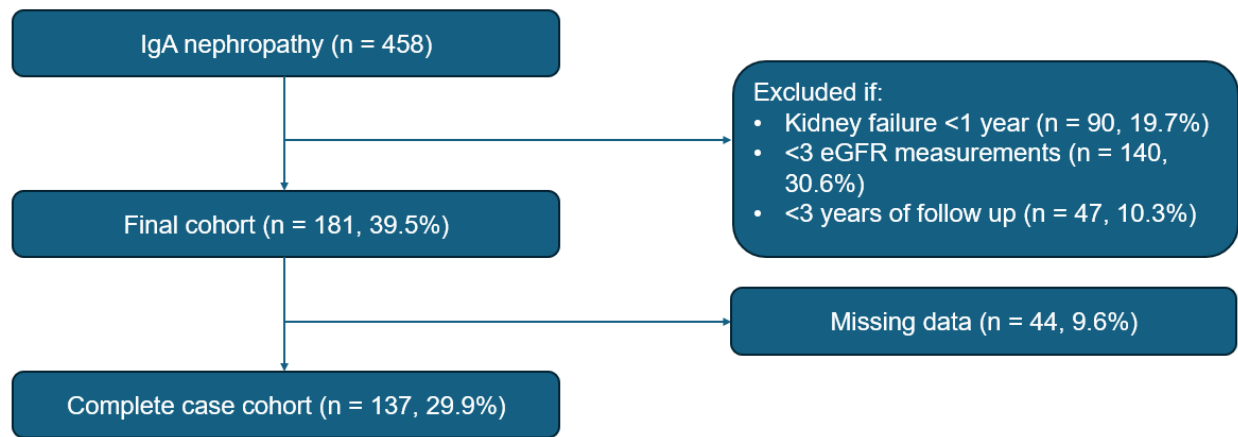 IgA nephropathy (n = 458)
Excluded if:
• Kidney failure <1 year (n = 90, 19.7%)
• <3 eGFR measurements (n = 140,
30.6%)
• <3 years of follow up (n = 47, 10.3%)
Final cohort (n = 181, 39.5%)
Missing data (n = 44, 9.6%)
Complete case cohort (n = 137, 29.9%)